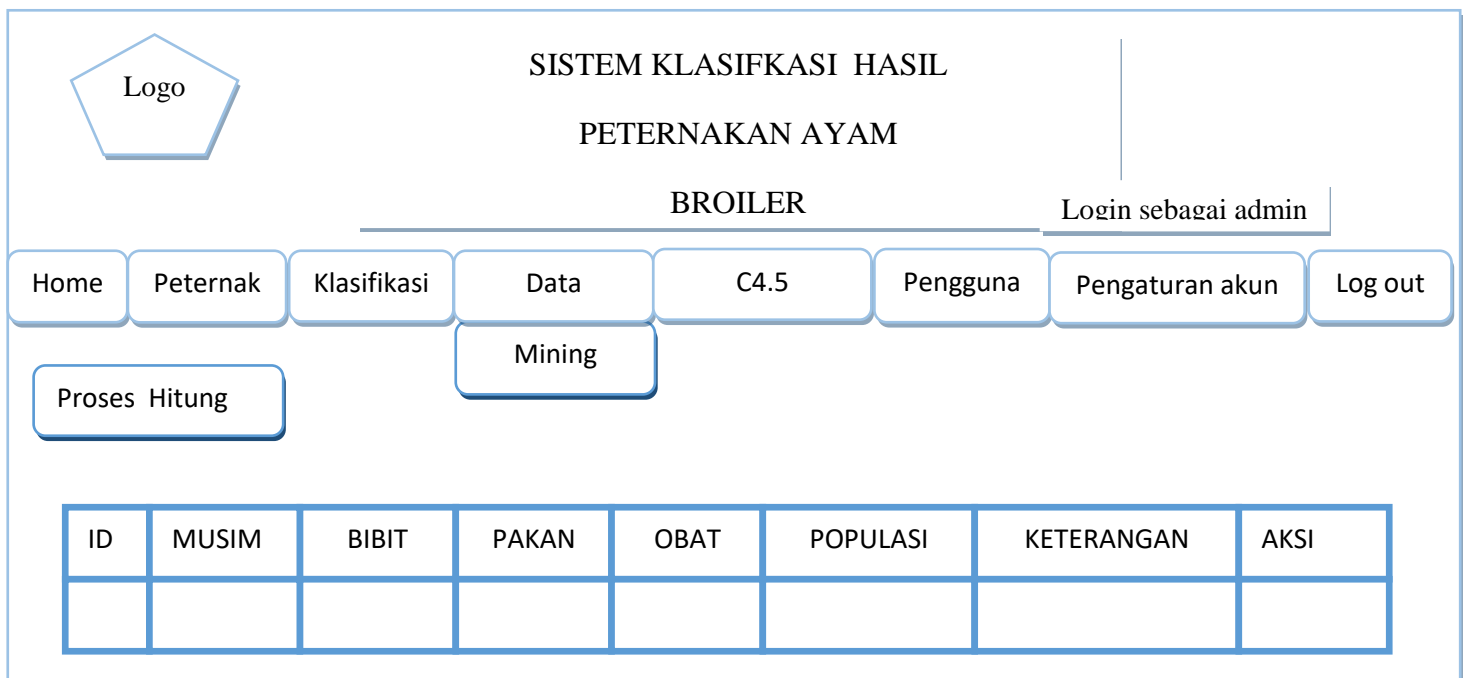 Logo
SISTEM KLASIFKASI HASIL
PETERNAKAN AYAM
BROILER
Login sebagai admin
Home Peternak Klasifikasi Data C4.5 Pengguna Pengaturan akun Log out
Mining
Proses Hitung
ID MUSIM BIBIT PAKAN OBAT POPULASI KETERANGAN AKSI